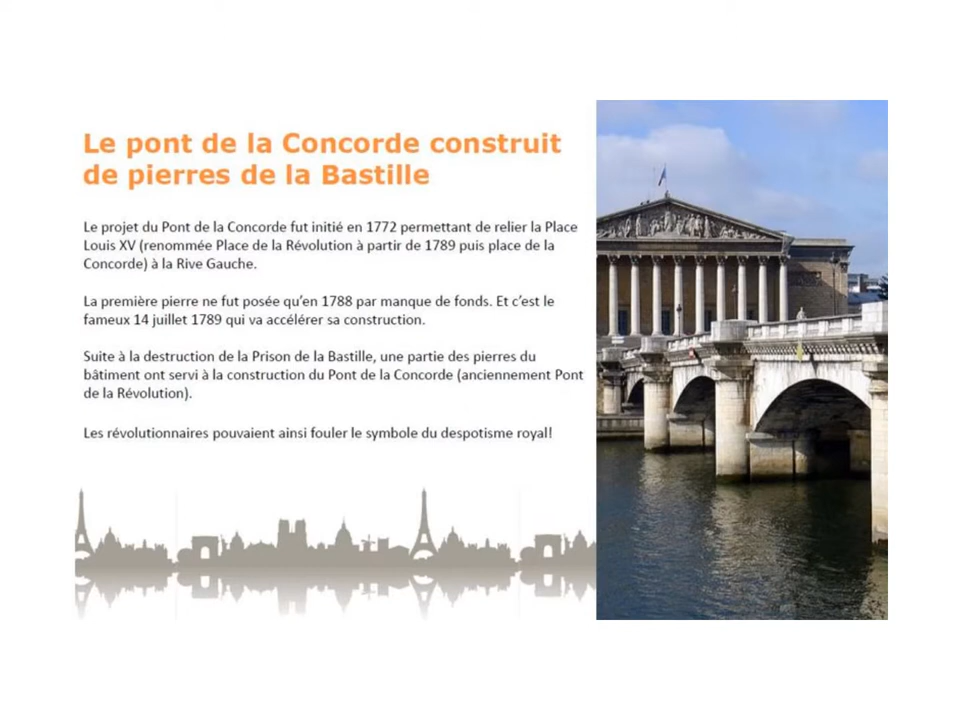 Le pont de la Concorde construit
de pierres de la Bastille
Le projet du Pont de la Concorde fut initié en 1772 permettant de relier la Place
Louis XV (renommée Place de la Révolution à partir de 1789 puis place de la
Concorde) à la Rive Gauche.
La première pierre ne fut posée qu’en 1788 par manque de fonds. Et c’est le
fameux 14 juillet 1789 qui va accélérer sa construction.
Suite à la destruction de la Prison de la Bastille, une partie des pierres du
bâtiment ont servi à la construction du Pont de la Concorde (anciennement Pont
de la Révolution).
Les révolutionnaires pouvaient ainsi fouler le symbole du despotisme royal!